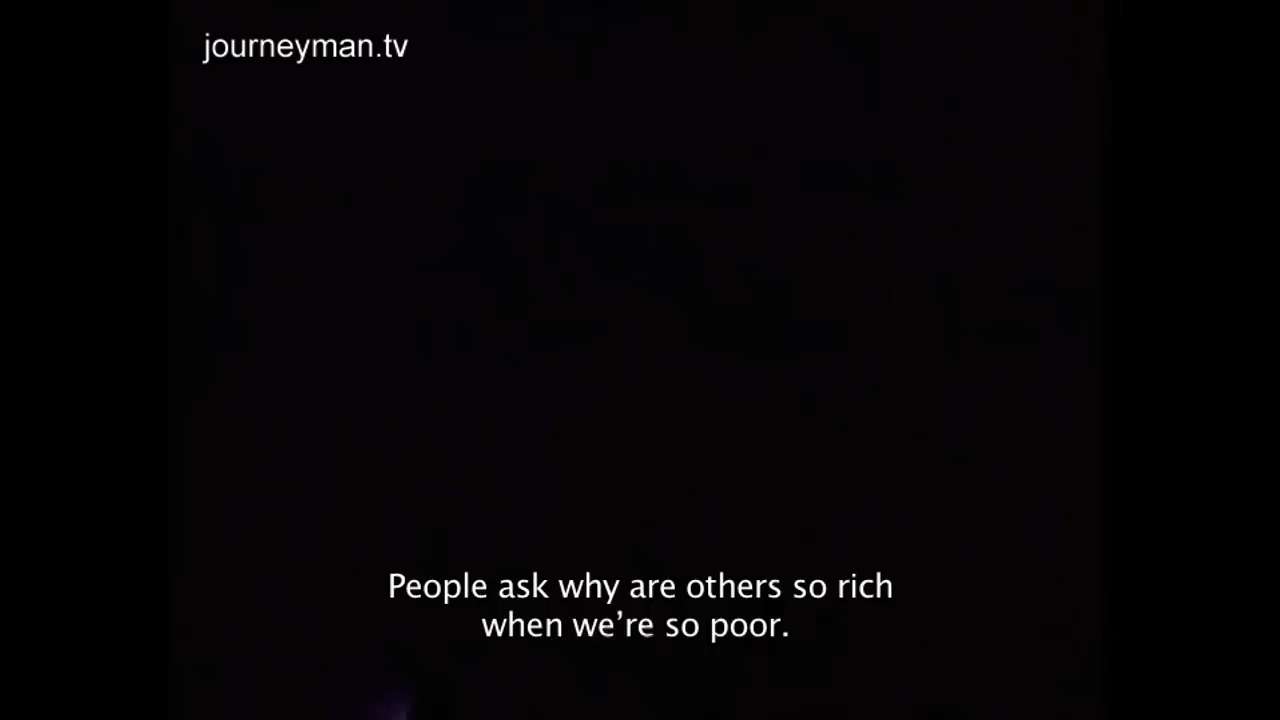 journeyman.tv
People ask why are others so rich
when we’re so poor.